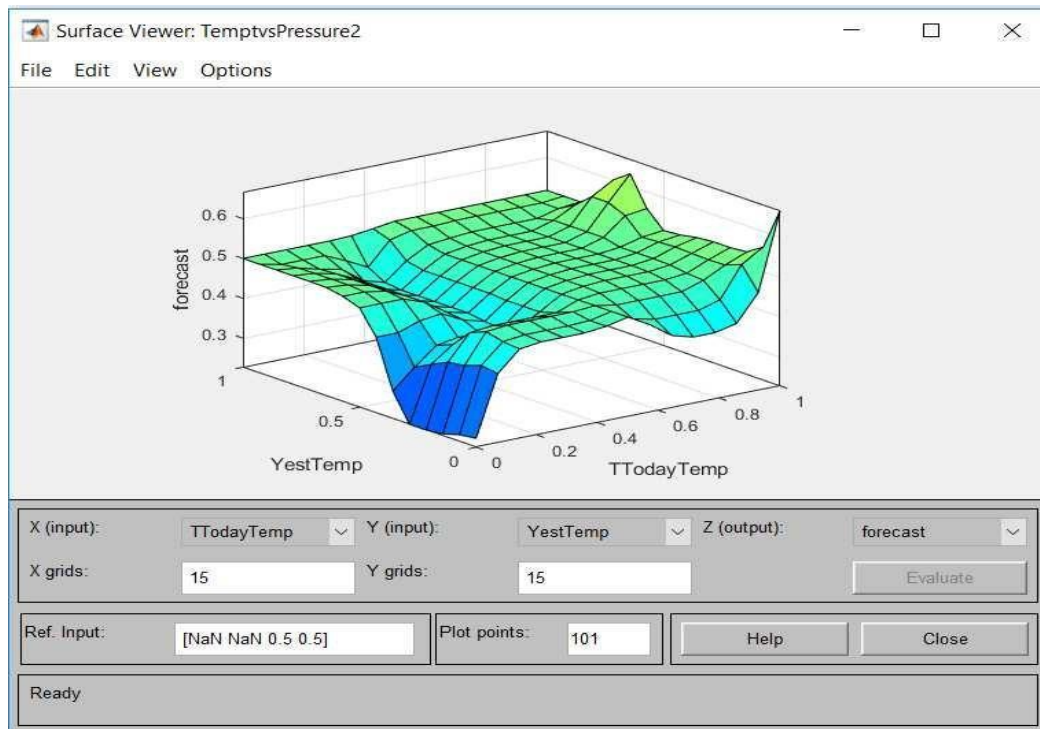 Surface Viewer: TemptvsPressure2
File Edit View Options
0.6
0.5
0.4
0.3
forecast
1
0.5
0
YestTemp
0
0.2
0.4
0.6
0.8
1
TTodayTemp
X (input): TTodayTemp Y (input): YestTemp Z (output): forecast
X grids: 15 Y grids: 15 Evaluate
Ref. Input: [NaN NaN 0.5 0.5] Plot points: 101 Help Close
Ready